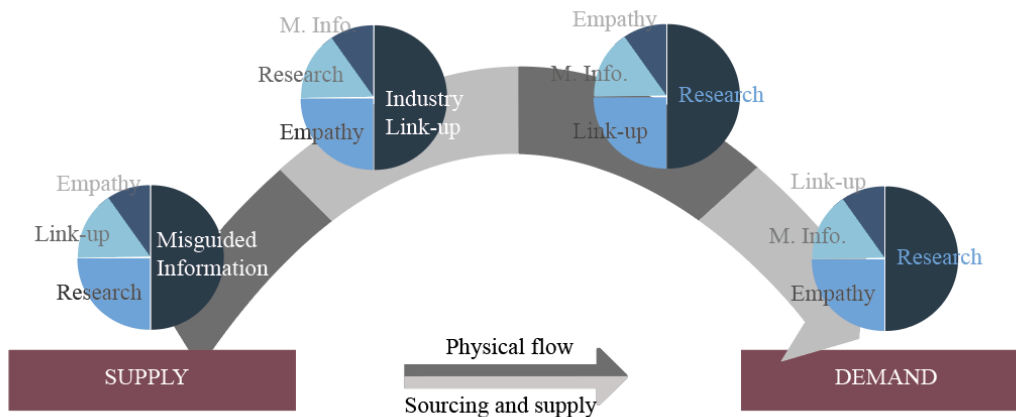 Empathy
M. Info.
Empathy
M. Info.
Research
Industry
Link-up
Empathy
Research
Link-up
Empathy
Link-up
Misguided
Information
Research
Link-up
M. Info.
Research
Empathy
Physical flow
SUPPLY
DEMAND
Sourcing and supply